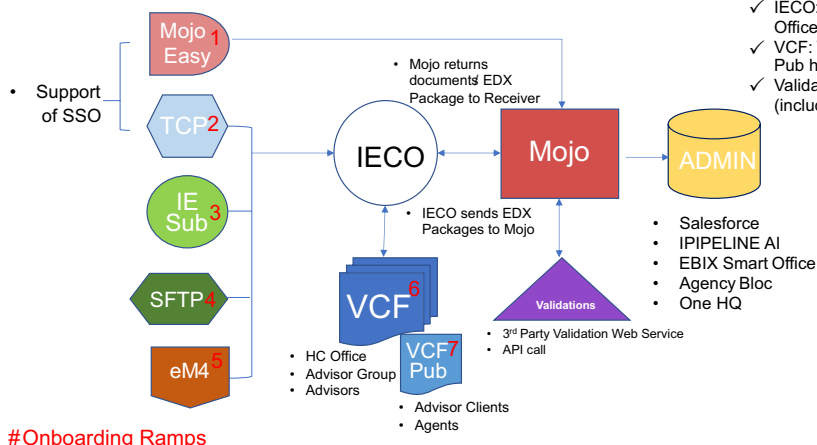 Mojo 1
Easy
✓ IECO:
Office
✓ VCF:
Pub h
✓ Valida
(includ
• Mojo returns
documents/ EDX
Package to Receiver
• Support
of SSO
TCP 2
IECO
Mojo
ADMIN
IE
Sub 3
• IECO sends EDX
Packages to Mojo
• Salesforce
• IPIPELINE AI
• EBIX Smart Office
• Agency Bloc
• One HQ
SFTP 4
VCF 6
Validations
• 3rd Party Validation Web Service
• API call
eM4 5
• HC Office
• Advisor Group
• Advisors
VCF 7
Pub
• Advisor Clients
• Agents
#Onboarding Ramps